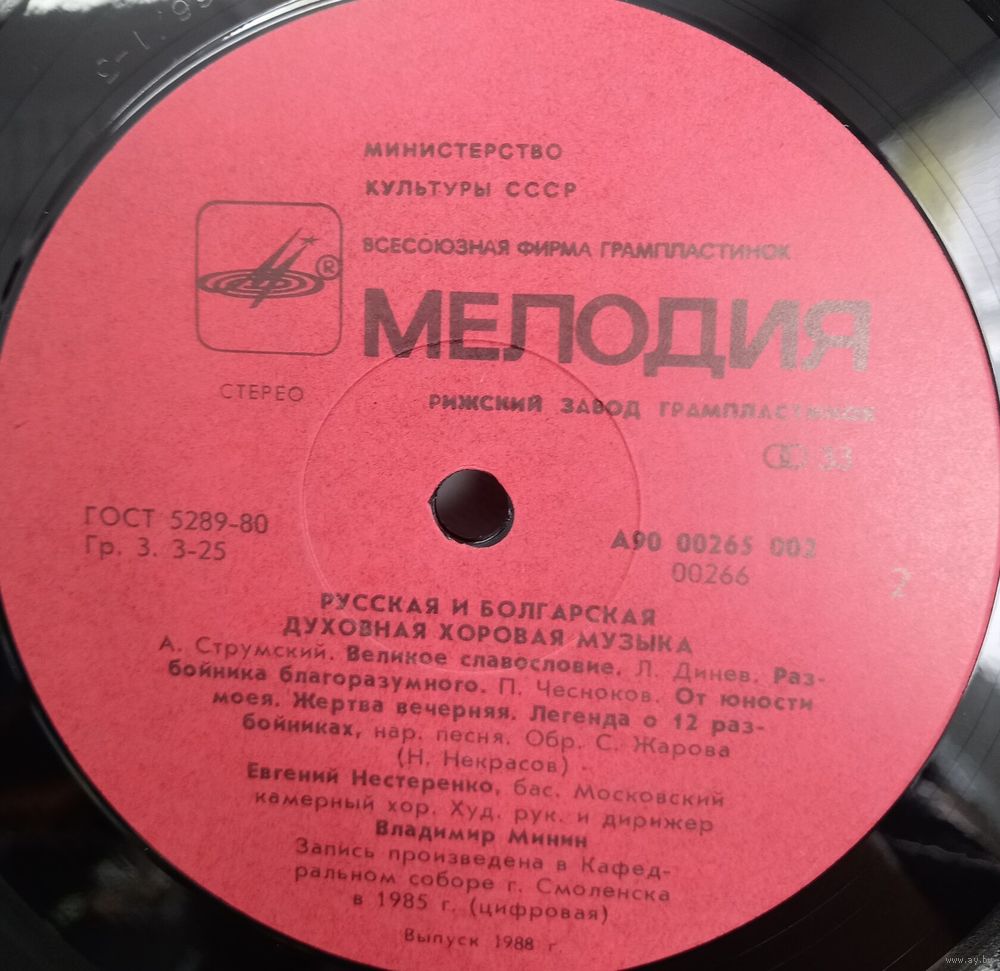 МИНИСТЕРСТВО
КУЛЬТУРЫ СССР
ВСЕСОЮЗНАЯ ФИРМА ГРАМПЛАСТИНОК
®
МЕЛОДИЯ
СТЕРЕО
РИЖСКИЙ ЗАВОД ГРАМПЛАСТИНОК
33
ГОСТ 5289-80
Гр. 3. 3-25
А90 00265 002
00266
2
РУССКАЯ И БОЛГАРСКАЯ
ДУХОВНАЯ ХОРОВАЯ МУЗЫКА
А. Струмский. Великое славословие. Л. Динев. Раз-
бойника благоразумного. П. Чесноков. От юности
моея. Жертва вечерняя. Легенда о 12 раз-
бойниках, нар. песня. Обр. С. Жарова
(Н. Некрасов)
Евгений Нестеренко, бас. Московский
камерный хор. Худ. рук. и дирижер
Владимир Минин
Запись произведена в Кафед-
ральном соборе г. Смоленска
в 1985 г. (цифровая)
Выпуск 1988 г.